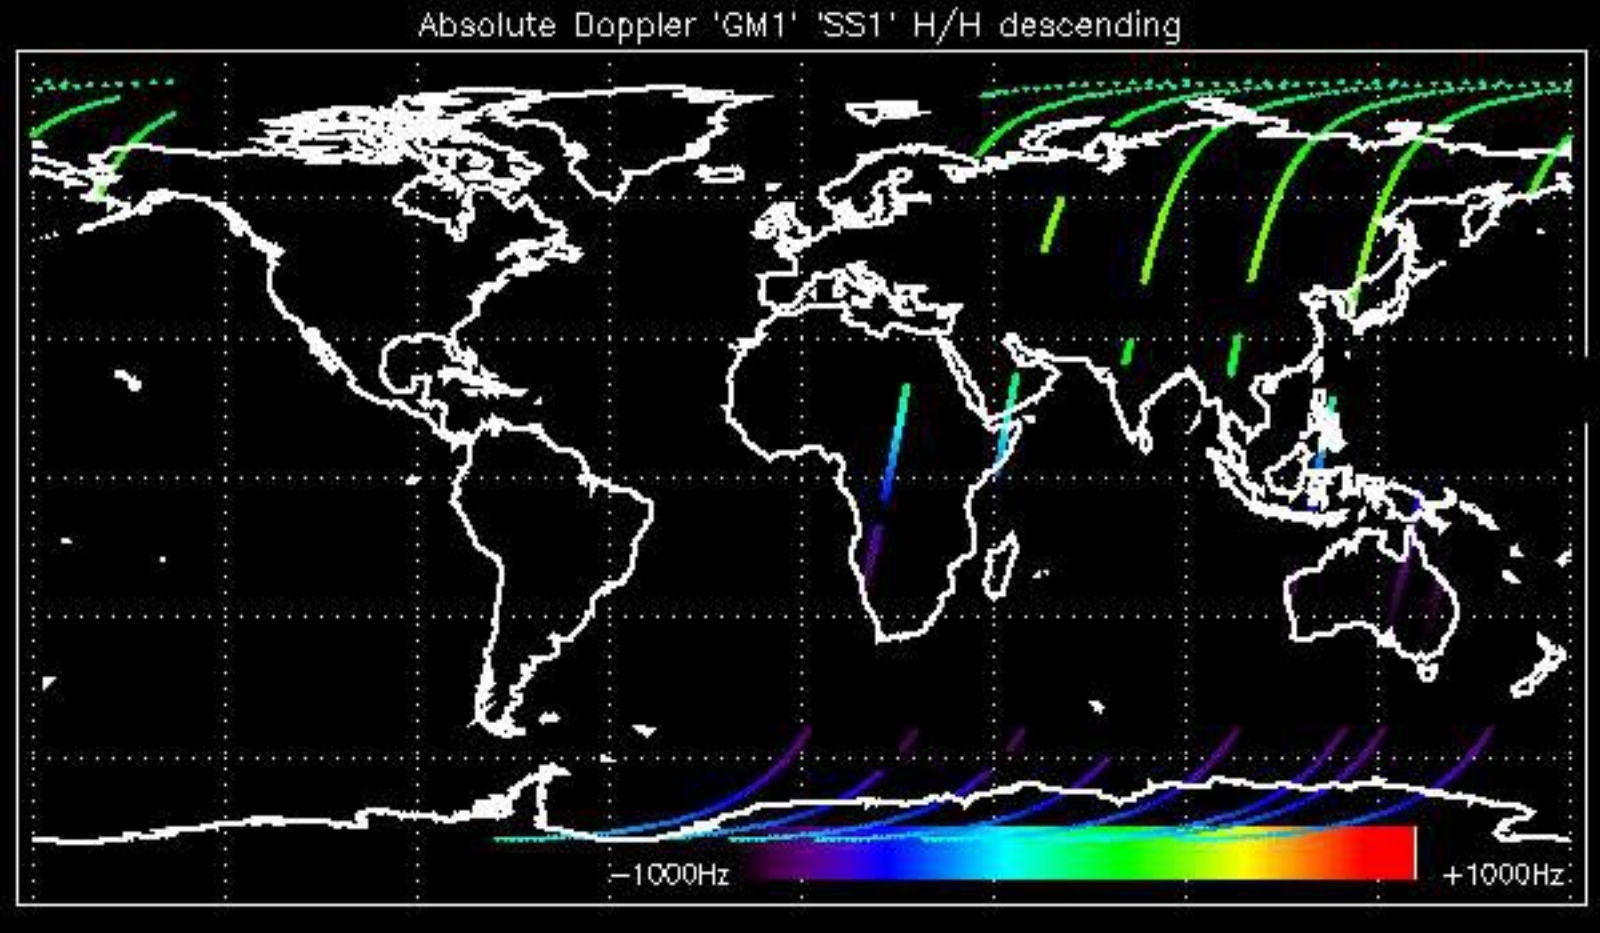 Absolute Doppler 'GM1' 'SS1' H/H descending
−1000Hz
+1000Hz